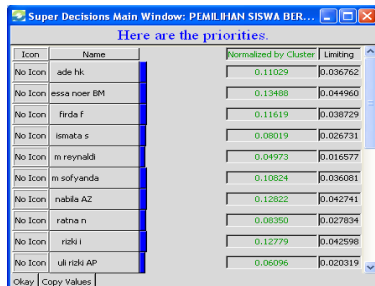 Super Decisions Main Window: PEMILIHAN SISWA BER...
Here are the priorities.
Icon Name Normalized by Cluster Limiting
No Icon ade hk 0.11029 0.036762
No Icon essa noer BM 0.13488 0.044960
No Icon firda f 0.11619 0.038729
No Icon ismata s 0.08019 0.026731
No Icon m reynaldi 0.04973 0.016577
No Icon m sofyanda 0.10824 0.036081
No Icon nabila AZ 0.12822 0.042741
No Icon ratna n 0.08350 0.027834
No Icon rizki i 0.12779 0.042598
No Icon uli rizki AP 0.06096 0.020319
Okay Copy Values